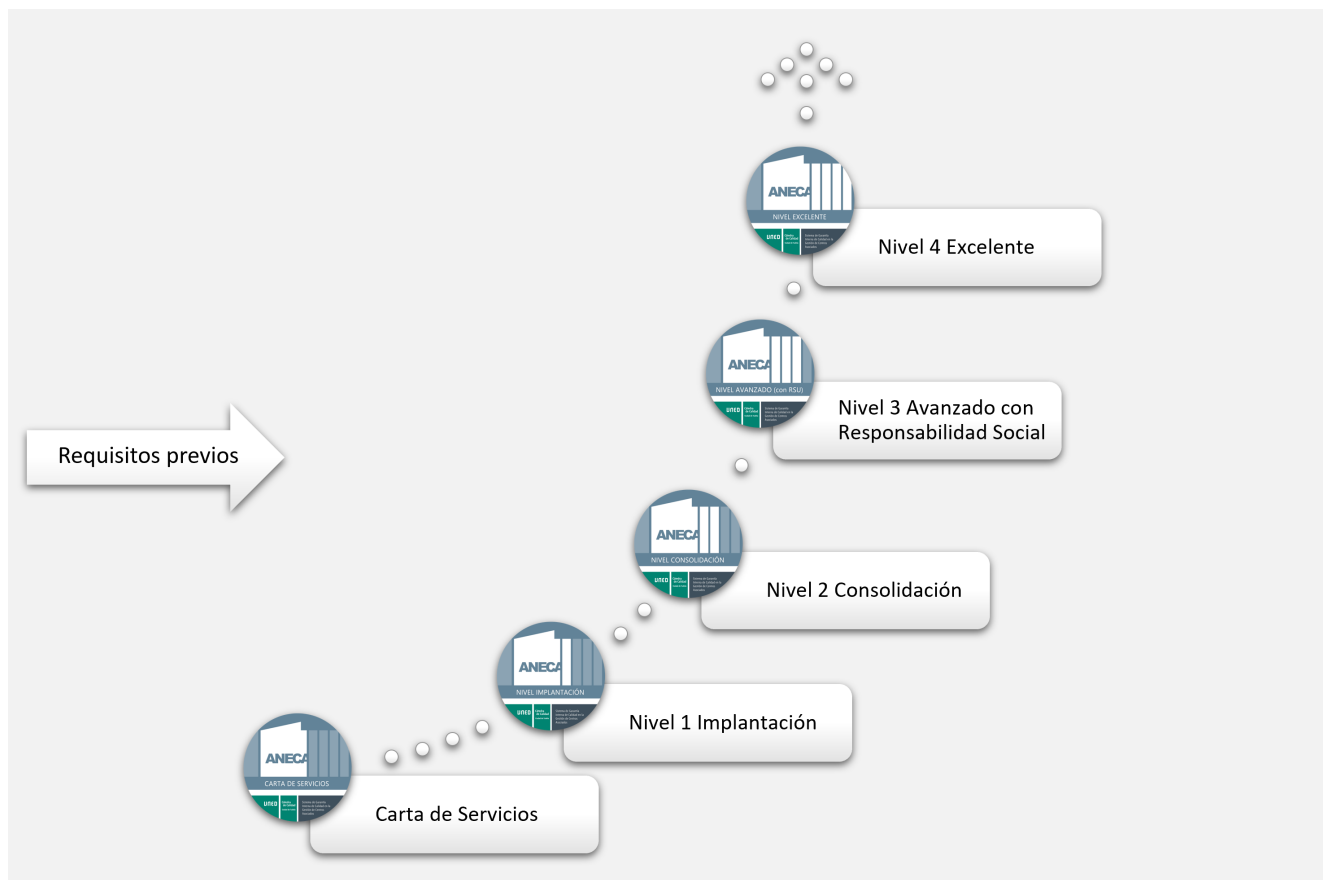 ANECA
NIVEL EXCELENTE
UNED
Nivel 4 Excelente
ANECA
NIVEL AVANZADO (con RSU)
UNED
Nivel 3 Avanzado con
Responsabilidad Social
Requisitos previos
ANECA
NIVEL CONSOLIDACIÓN
UNED
Nivel 2 Consolidación
ANECA
NIVEL IMPLANTACIÓN
UNED
Nivel 1 Implantación
ANECA
CARTA DE SERVICIOS
UNED
Carta de Servicios